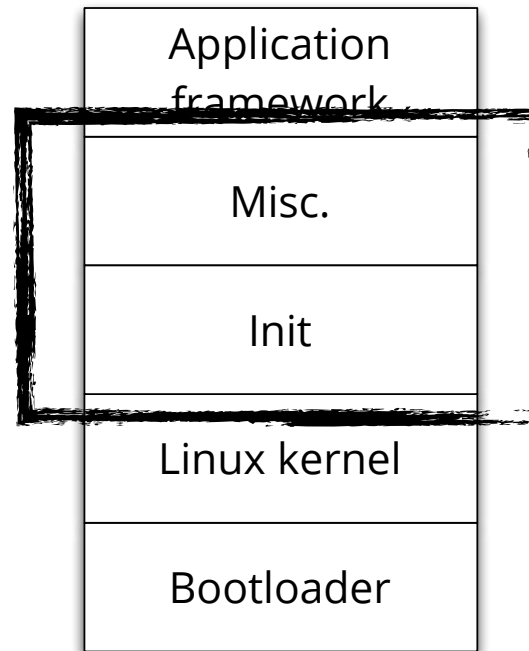 Application
framework
Misc.
Init
Linux kernel
Bootloader